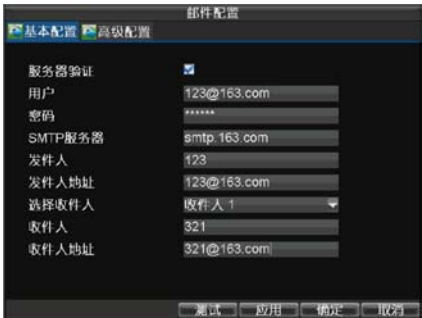 邮件配置
基本配置 高级配置
服务器验证
用户 123@163.com
密码 ******
SMTP服务器 smtp.163.com
发件人 123
发件人地址 123@163.com
选择收件人 收件人 1
收件人 321
收件人地址 321@163.com
测试 应用 确定 取消